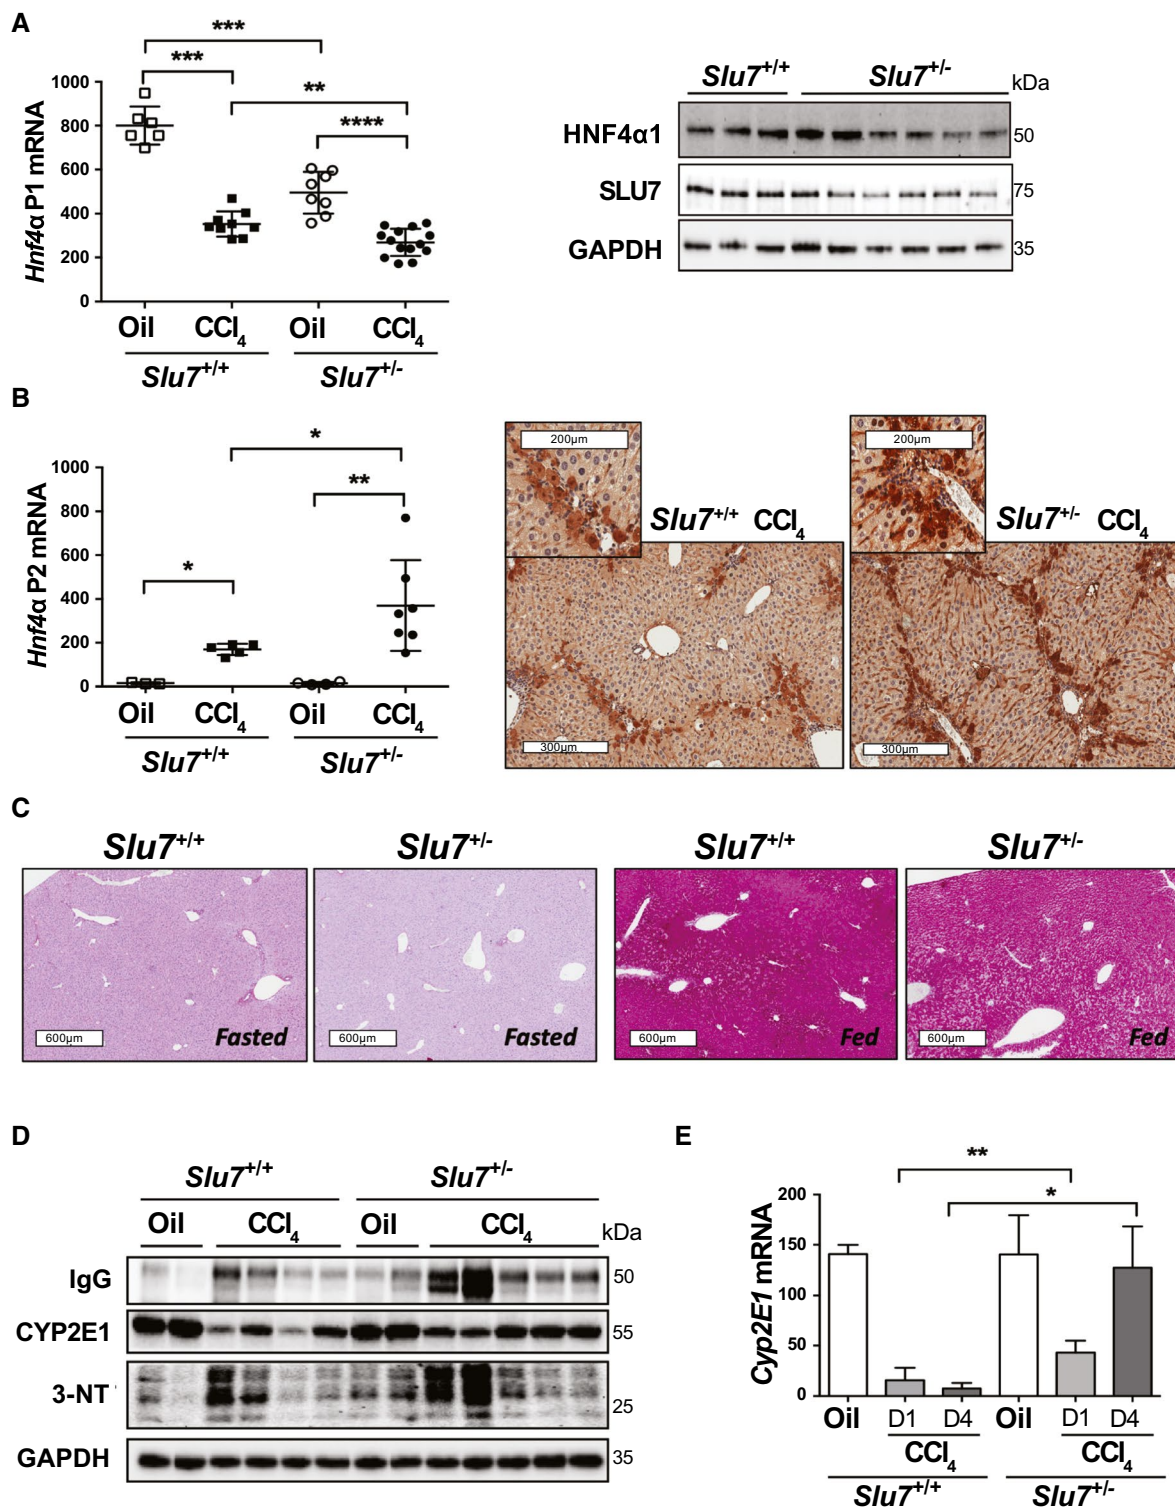 A
***
***
**
****
1000
800
600
400
200
0
Hnf4α P1 mRNA
Oil CCl4 Oil CCl4
Slu7+/+ Slu7+/-
Slu7+/+ Slu7+/- kDa
HNF4α1 50
SLU7 75
GAPDH 35
B
*
**
*
1000
800
600
400
200
0
Hnf4α P2 mRNA
Oil CCl4 Oil CCl4
Slu7+/+ Slu7+/-
200µm
Slu7+/+ CCl4
300µm
200µm
Slu7+/- CCl4
300µm
C
Slu7+/+ Slu7+/- Slu7+/+ Slu7+/-
600µm Fasted
600µm Fasted
600µm Fed
600µm Fed
D
Slu7+/+ Slu7+/-
Oil CCl4 Oil CCl4 kDa
IgG 50
CYP2E1 55
3-NT 25
GAPDH 35
E
**
*
200
150
100
50
0
Cyp2E1 mRNA
Oil D1 D4 Oil D1 D4
CCl4 CCl4
Slu7+/+ Slu7+/-